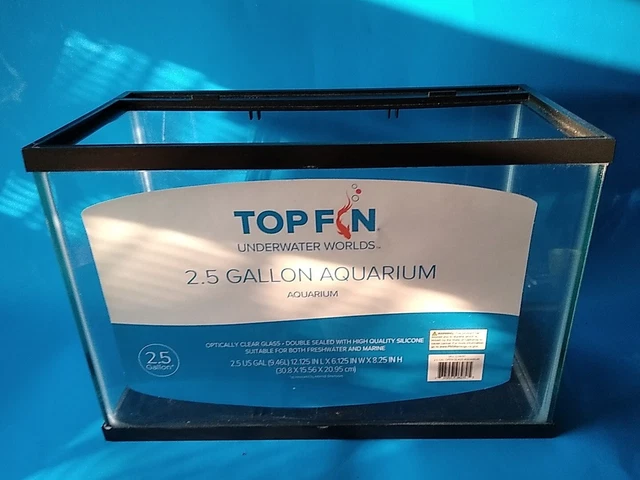 TOP FIN®
UNDERWATER WORLDS™
2.5 GALLON AQUARIUM
AQUARIUM
OPTICALLY CLEAR GLASS - DOUBLE SEALED WITH HIGH QUALITY SILICONE
SUITABLE FOR BOTH FRESHWATER AND MARINE
2.5 US GAL (9.46L) 12.125 IN L X 6.125 IN W X 8.25 IN H
(30.8 X 15.56 X 20.95 cm)
2.5
Gallon